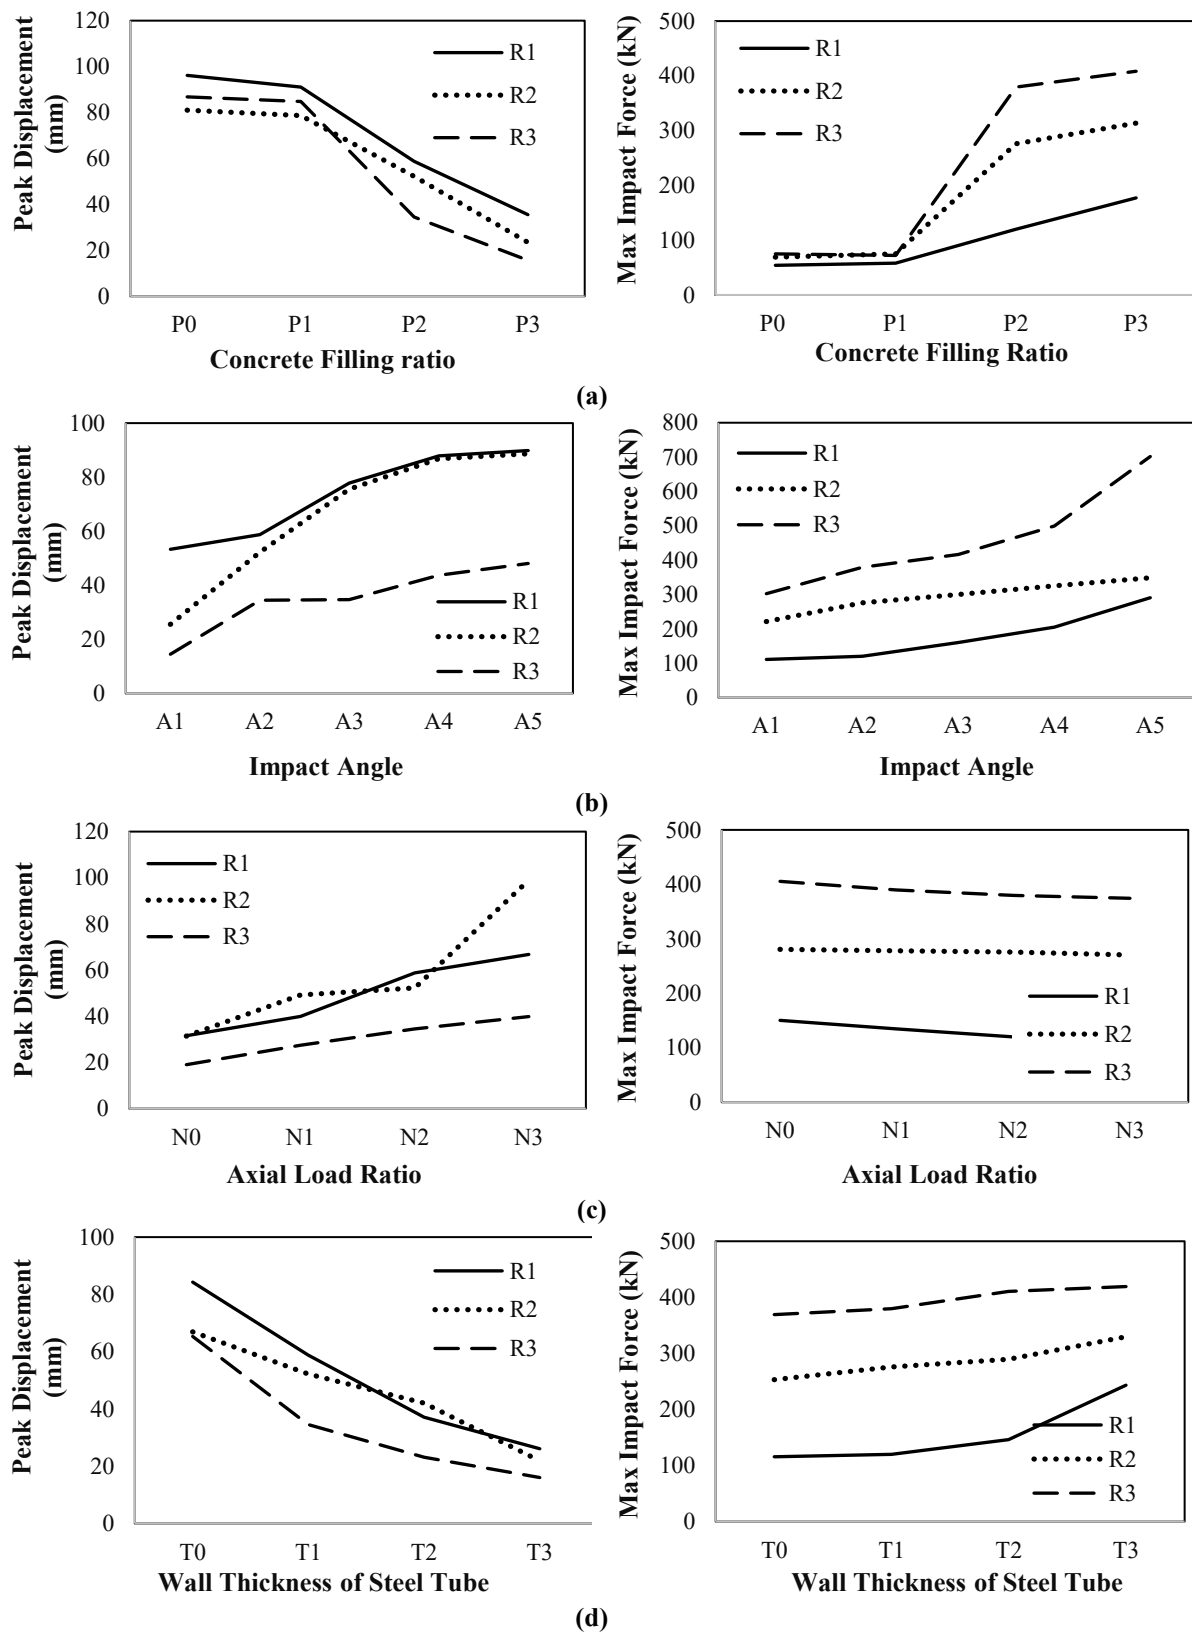 Peak Displacement
(mm)
120
100
80
60
40
20
0
R1
R2
R3
P0 P1 P2 P3
Concrete Filling ratio
Max Impact Force (kN)
500
400
300
200
100
0
R1
R2
R3
P0 P1 P2 P3
Concrete Filling Ratio
(a)
Peak Displacement
(mm)
100
80
60
40
20
0
R1
R2
R3
A1 A2 A3 A4 A5
Impact Angle
Max Impact Force (kN)
800
700
600
500
400
300
200
100
0
R1
R2
R3
A1 A2 A3 A4 A5
Impact Angle
(b)
Peak Displacement
(mm)
120
100
80
60
40
20
0
R1
R2
R3
N0 N1 N2 N3
Axial Load Ratio
Max Impact Force (kN)
500
400
300
200
100
0
R1
R2
R3
N0 N1 N2 N3
Axial Load Ratio
(c)
Peak Displacement
(mm)
100
80
60
40
20
0
R1
R2
R3
T0 T1 T2 T3
Wall Thickness of Steel Tube
Max Impact Force (kN)
500
400
300
200
100
0
R1
R2
R3
T0 T1 T2 T3
Wall Thickness of Steel Tube
(d)